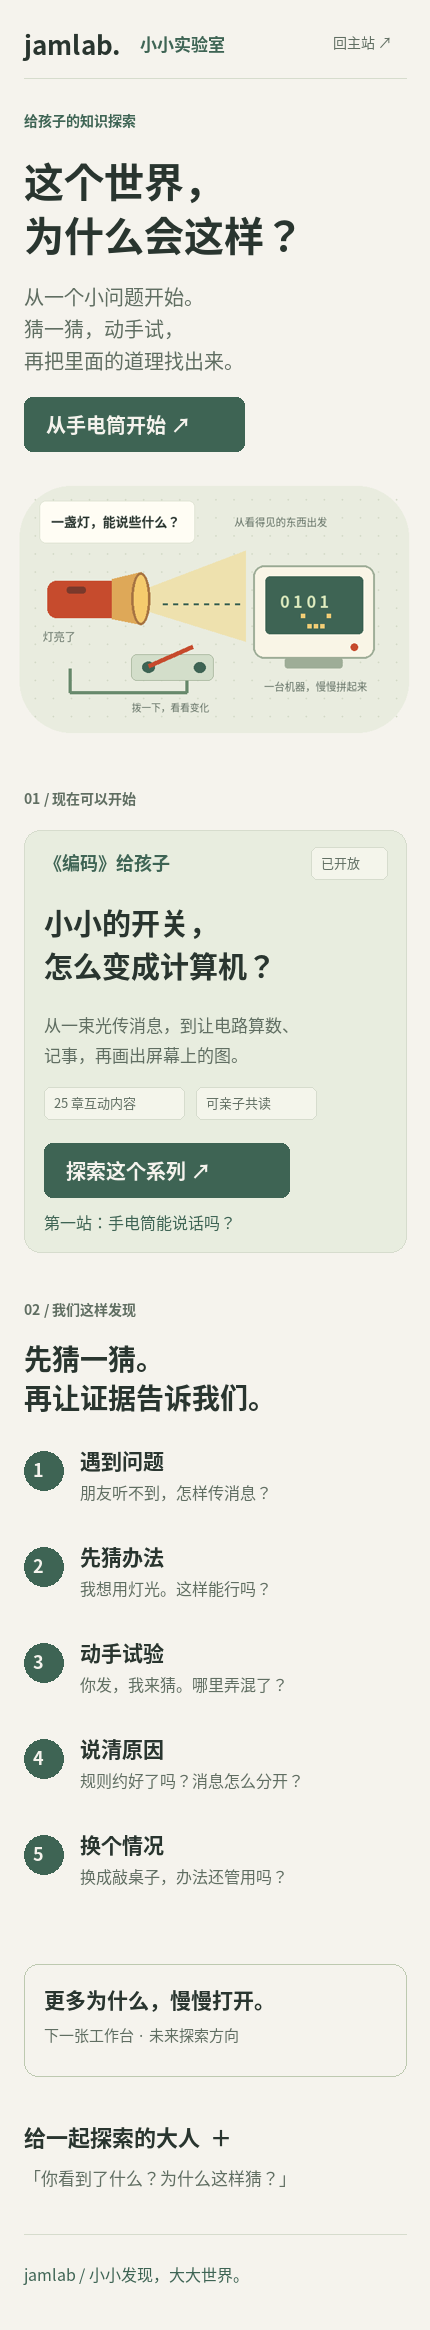 jamlab. 小小实验室 回主站 ↗
给孩子的知识探索
这个世界，
为什么会这样？
从一个小问题开始。
猜一猜，动手试，
再把里面的道理找出来。
从手电筒开始 ↗
一盏灯，能说些什么？
从看得见的东西出发
0101
灯亮了
一台机器，慢慢拼起来
拨一下，看看变化
01 / 现在可以开始
《编码》给孩子
已开放
小小的开关，
怎么变成计算机？
从一束光传消息，到让电路算数、
记事，再画出屏幕上的图。
25 章互动内容
可亲子共读
探索这个系列 ↗
第一站：手电筒能说话吗？
02 / 我们这样发现
先猜一猜。
再让证据告诉我们。
1 遇到问题
朋友听不到，怎样传消息？
2 先猜办法
我想用灯光。这样能行吗？
3 动手试验
你发，我来猜。哪里弄混了？
4 说清原因
规则约好了吗？消息怎么分开？
5 换个情况
换成敲桌子，办法还管用吗？
更多为什么，慢慢打开。
下一张工作台 · 未来探索方向
给一起探索的大人 ＋
「你看到了什么？为什么这样猜？」
jamlab / 小小发现，大大世界。